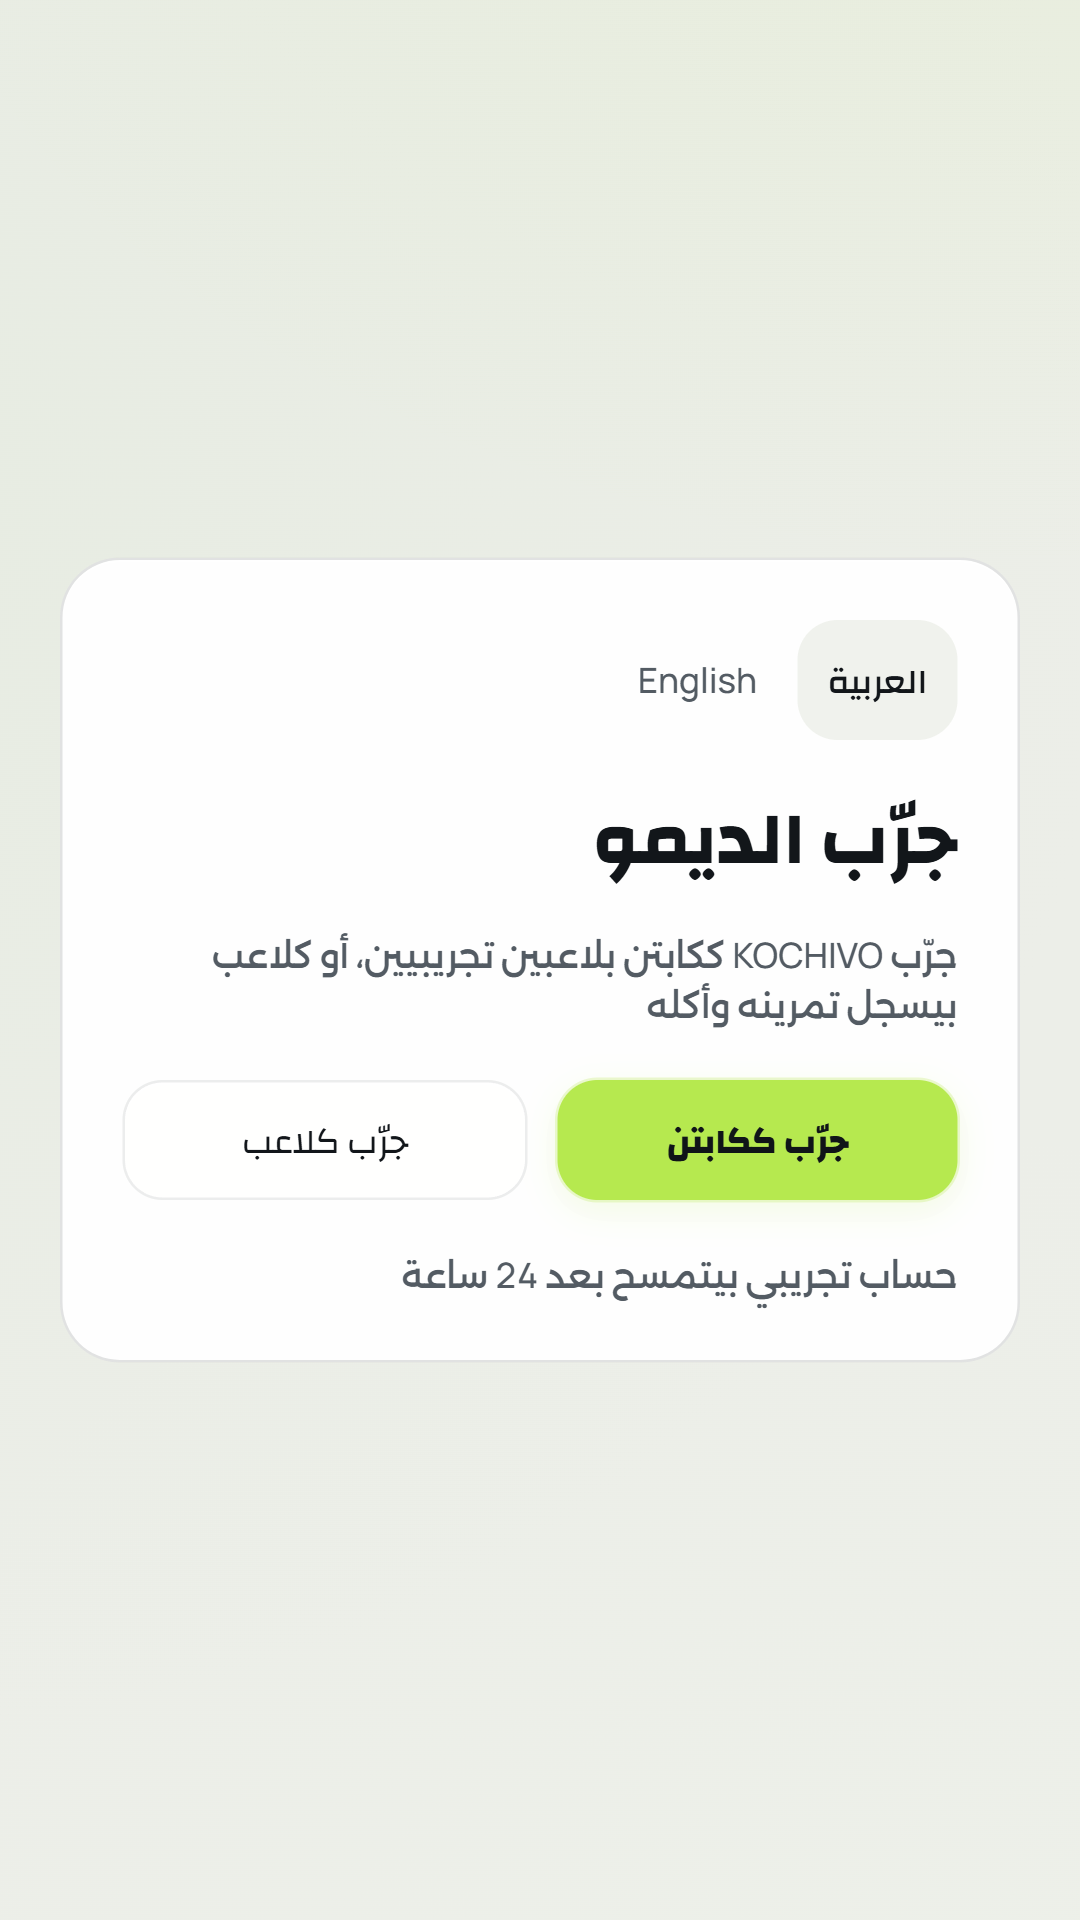 العربية
English
جرّب الديمو
جرّب KOCHIVO ككابتن بلاعبين تجريبيين، أو كلاعب
بيسجل تمرينه وأكله
جرّب ككابتن
جرّب كلاعب
حساب تجريبي بيتمسح بعد 24 ساعة